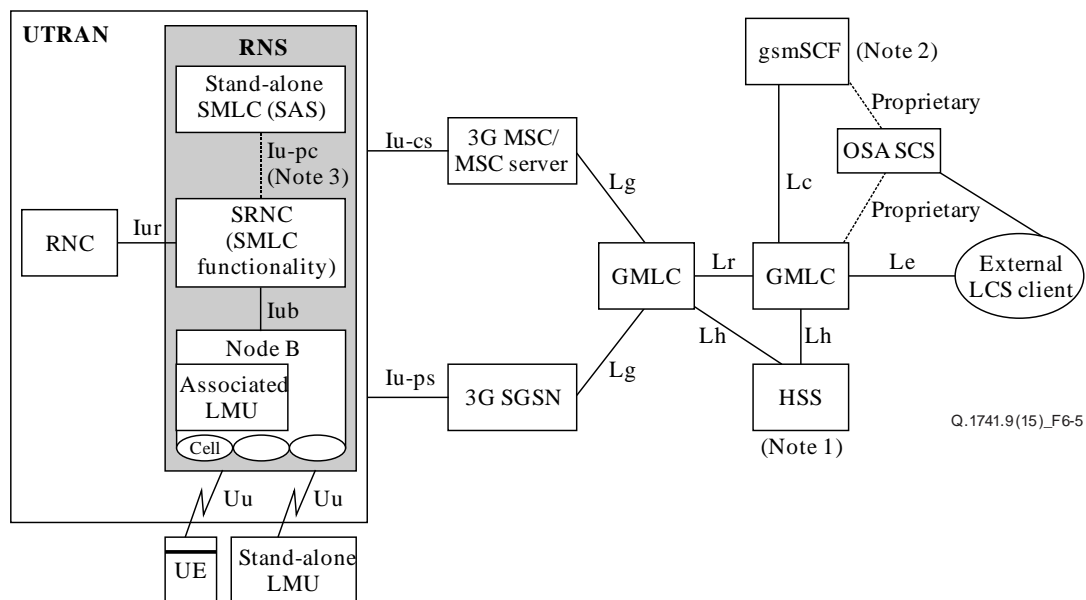 UTRAN
RNS
Stand-alone
SMLC (SAS)
Iu-pc
(Note 3)
RNC
Iur
SRNC
(SMLC
functionality)
Iub
Node B
Associated
LMU
Cell
Uu
Uu
UE
Stand-alone
LMU
Iu-cs
3G MSC/
MSC server
Lg
Iu-ps
3G SGSN
Lg
GMLC
Lr
GMLC
Lh
Lh
HSS
(Note 1)
gsmSCF
(Note 2)
Lc
Proprietary
OSA SCS
Proprietary
Le
External
LCS client
Q.1741.9(15)_F6-5